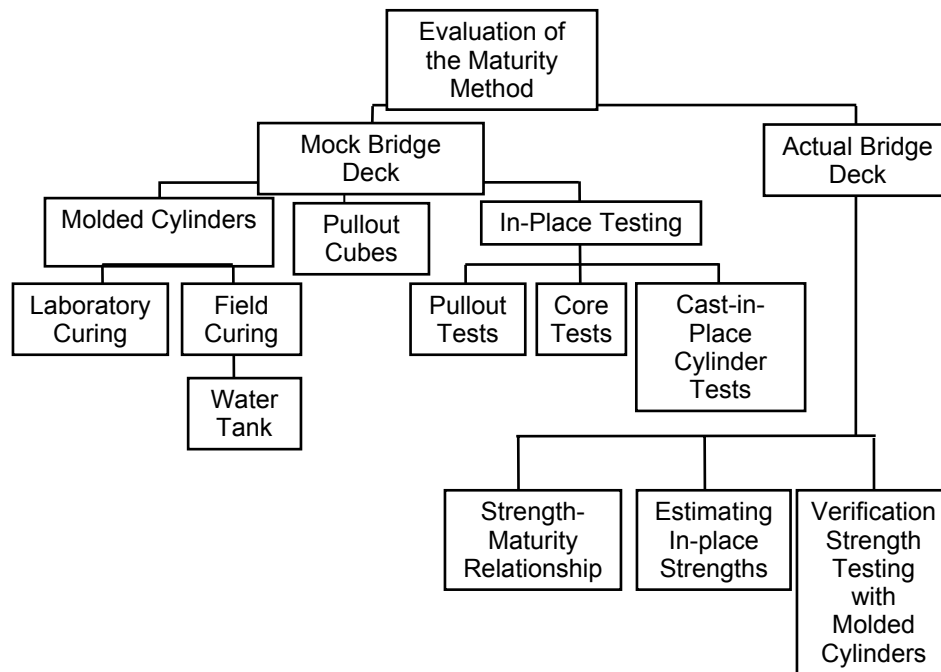 Evaluation of
the Maturity
Method
Mock Bridge
Deck
Actual Bridge
Deck
Molded Cylinders
Pullout
Cubes
In-Place Testing
Laboratory
Curing
Field
Curing
Pullout
Tests
Core
Tests
Cast-in-
Place
Cylinder
Tests
Water
Tank
Strength-
Maturity
Relationship
Estimating
In-place
Strengths
Verification
Strength
Testing
with
Molded
Cylinders